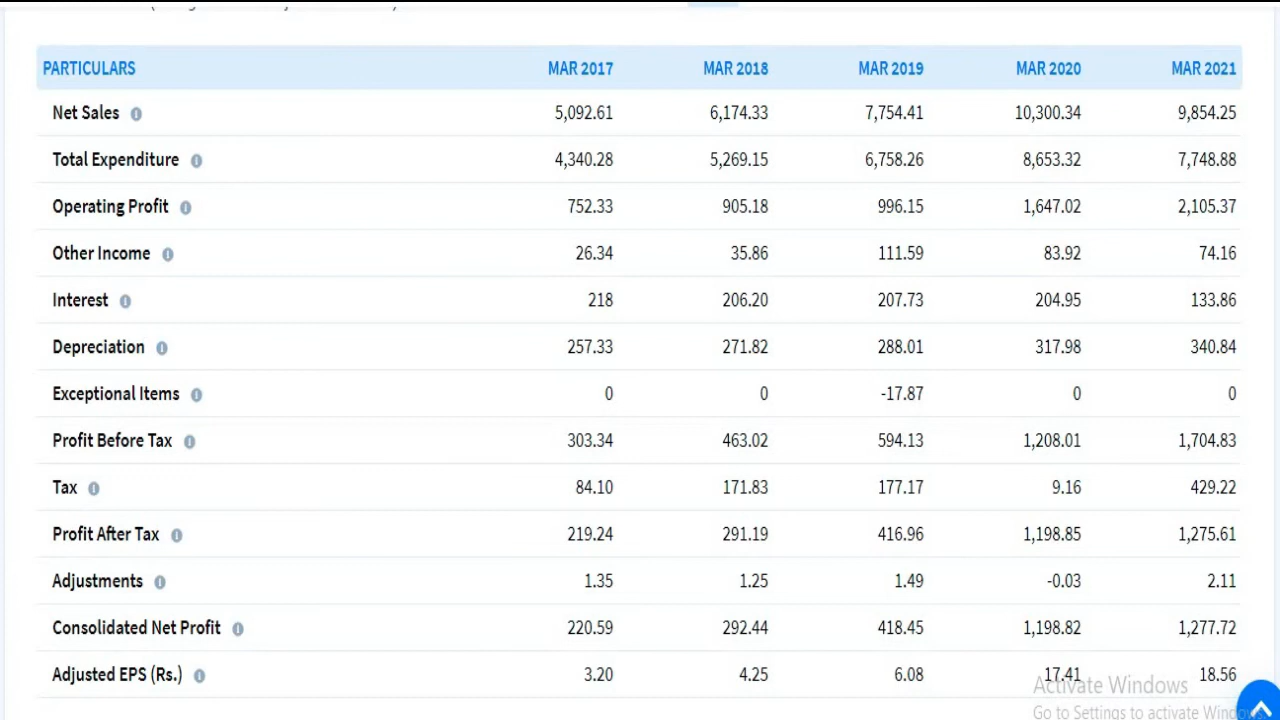 PARTICULARS MAR 2017 MAR 2018 MAR 2019 MAR 2020 MAR 2021
Net Sales 5,092.61 6,174.33 7,754.41 10,300.34 9,854.25
Total Expenditure 4,340.28 5,269.15 6,758.26 8,653.32 7,748.88
Operating Profit 752.33 905.18 996.15 1,647.02 2,105.37
Other Income 26.34 35.86 111.59 83.92 74.16
Interest 218 206.20 207.73 204.95 133.86
Depreciation 257.33 271.82 288.01 317.98 340.84
Exceptional Items 0 0 -17.87 0 0
Profit Before Tax 303.34 463.02 594.13 1,208.01 1,704.83
Tax 84.10 171.83 177.17 9.16 429.22
Profit After Tax 219.24 291.19 416.96 1,198.85 1,275.61
Adjustments 1.35 1.25 1.49 -0.03 2.11
Consolidated Net Profit 220.59 292.44 418.45 1,198.82 1,277.72
Adjusted EPS (Rs.) 3.20 4.25 6.08 17.41 18.56
Activate Windows
Go to Settings to activate Windows